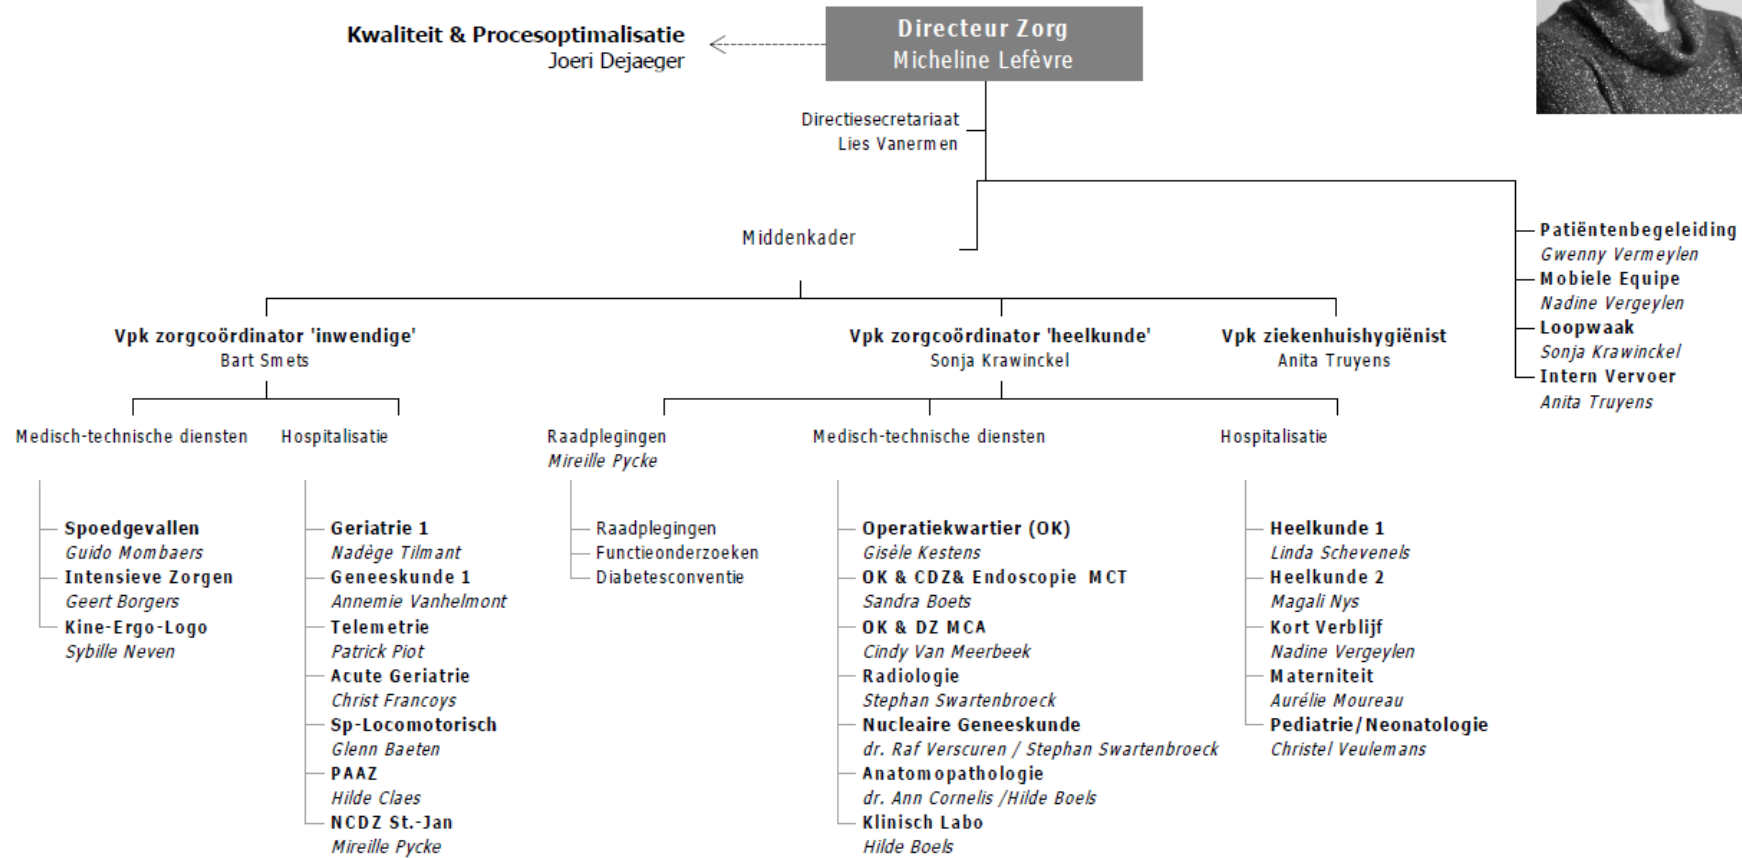 Kwaliteit & Procesoptimalisatie
Joeri Dejaeger
Directeur Zorg
Micheline Lefèvre
Directiesecretariaat
Lies Vanermen
Middenkader
Patiëntenbegeleiding
Gwenny Vermeylen
Mobiele Equipe
Nadine Vergeylen
Loopwaak
Sonja Krawinckel
Intern Vervoer
Anita Truyens
Vpk zorgcoördinator 'inwendige'
Bart Smets
Vpk zorgcoördinator 'heelkunde'
Sonja Krawinckel
Vpk ziekenhuishygiënist
Anita Truyens
Medisch-technische diensten
Spoedgevallen
Guido Mombaers
Intensieve Zorgen
Geert Borgers
Kine-Ergo-Logo
Sybille Neven
Hospitalisatie
Geriatrie 1
Nadège Tilmant
Geneeskunde 1
Annemie Vanhelmont
Telemetrie
Patrick Piot
Acute Geriatrie
Christ Francoys
Sp-Locomotorisch
Glenn Baeten
PAAZ
Hilde Claes
NCDZ St.-Jan
Mireille Pycke
Raadplegingen
Mireille Pycke
Raadplegingen
Functieonderzoeken
Diabetesconventie
Medisch-technische diensten
Operatiekwartier (OK)
Gisèle Kestens
OK & CDZ& Endoscopie MCT
Sandra Boets
OK & DZ MCA
Cindy Van Meerbeek
Radiologie
Stephan Swartenbroeck
Nucleaire Geneeskunde
dr. Raf Verscuren / Stephan Swartenbroeck
Anatomopathologie
dr. Ann Cornelis /Hilde Boels
Klinisch Labo
Hilde Boels
Hospitalisatie
Heelkunde 1
Linda Schevenels
Heelkunde 2
Magali Nys
Kort Verblijf
Nadine Vergeylen
Materniteit
Aurélie Moureau
Pediatrie/Neonatologie
Christel Veulemans